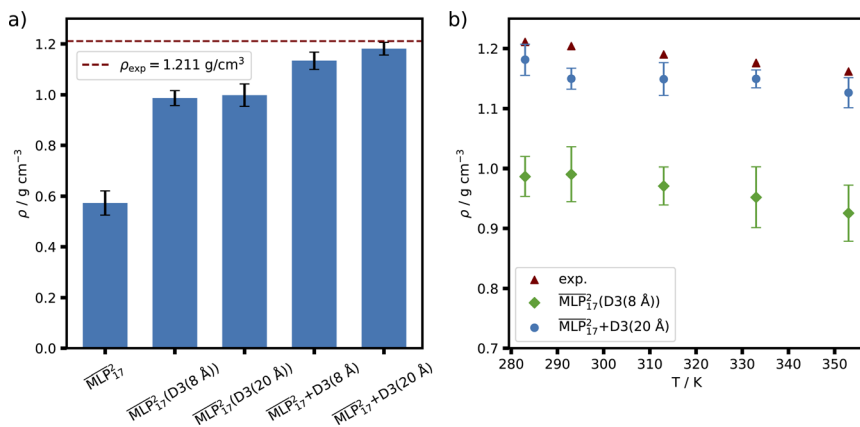 a)
1.2
1.0
0.8
0.6
0.4
0.2
0.0
ρ / g cm⁻³
ρexp = 1.211 g/cm³
MLP²₁₇
MLP²₁₇(D3(8 Å))
MLP²₁₇(D3(20 Å))
MLP²₁₇+D3(8 Å)
MLP²₁₇+D3(20 Å)
b)
1.2
1.1
1.0
0.9
0.8
0.7
ρ / g cm⁻³
exp.
MLP²₁₇(D3(8 Å))
MLP²₁₇+D3(20 Å)
280 290 300 310 320 330 340 350
T / K